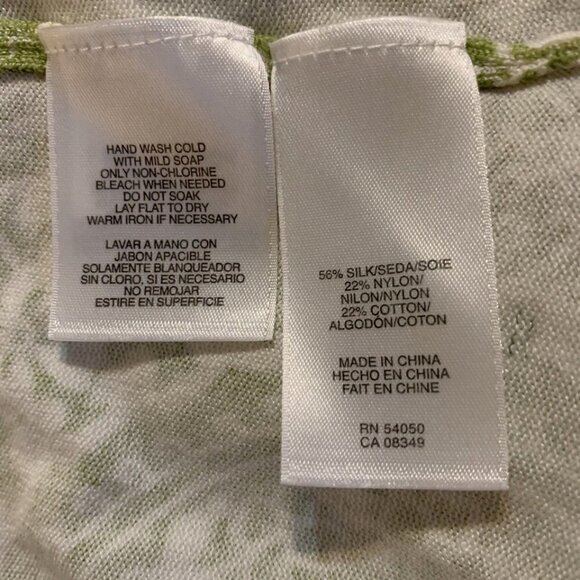 HAND WASH COLD
WITH MILD SOAP
ONLY NON-CHLORINE
BLEACH WHEN NEEDED
DO NOT SOAK
LAY FLAT TO DRY
WARM IRON IF NECESSARY
LAVAR A MANO CON
JABON APACIBLE
SOLAMENTE BLANQUEADOR
SIN CLORO, SI ES NECESARIO
NO REMOJAR
ESTIRE EN SUPERFICIE
56% SILK/SEDA/SOIE
22% NYLON/
NILON/NYLON
22% COTTON/
ALGODÓN/COTON
MADE IN CHINA
HECHO EN CHINA
FAIT EN CHINE
RN 54050
CA 08349